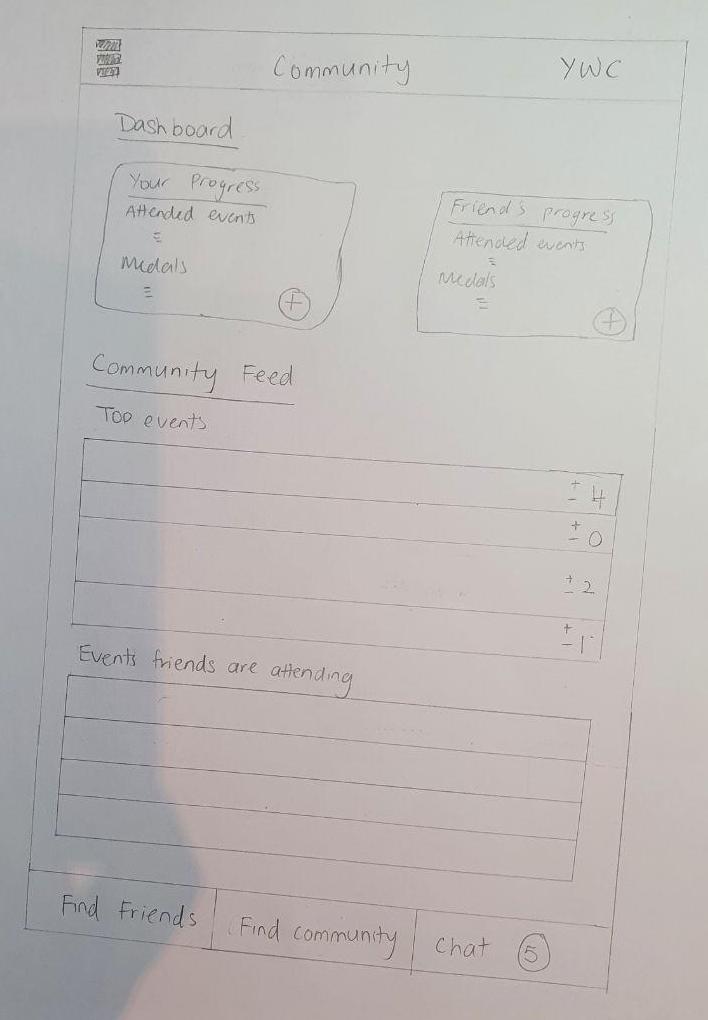 Community YWC
Dashboard
Your Progress
Attended events
Medals
+
Friend's progress
Attended events
Medals
+
Community Feed
Top events
± 4
± 0
± 2
± 1
Events friends are attending
Find Friends
Find community
Chat 5